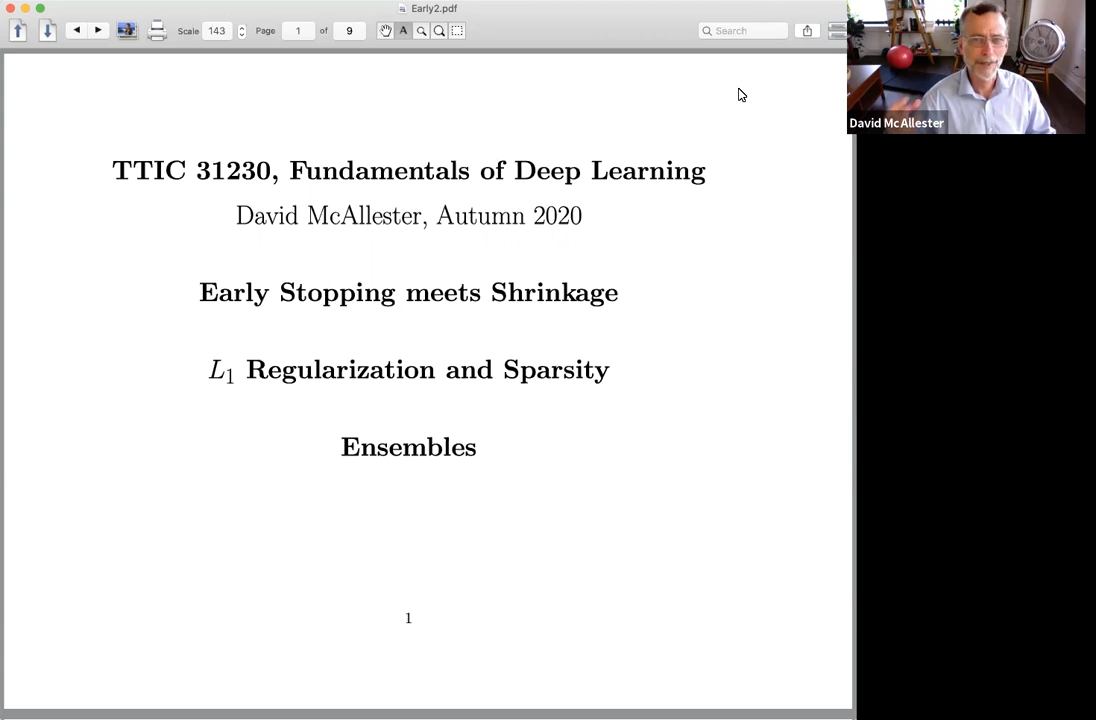 Early2.pdf
Scale 143 Page 1 of 9 A Search
David McAllester
TTIC 31230, Fundamentals of Deep Learning
David McAllester, Autumn 2020
Early Stopping meets Shrinkage
L₁ Regularization and Sparsity
Ensembles
1